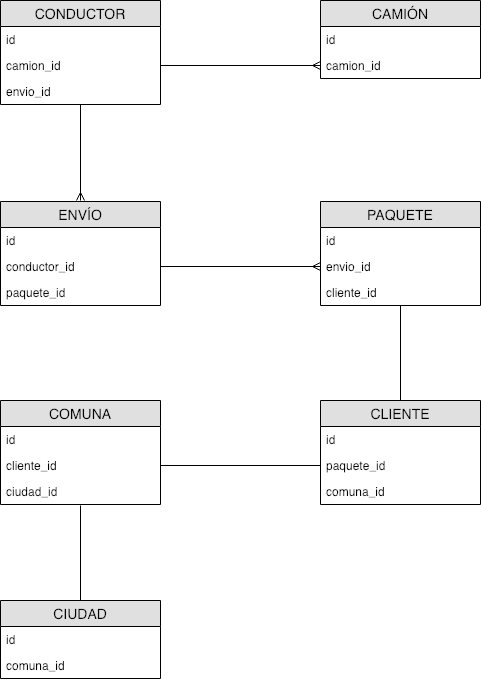 CONDUCTOR
id
camion_id
envio_id
CAMIÓN
id
camion_id
ENVÍO
id
conductor_id
paquete_id
PAQUETE
id
envio_id
cliente_id
COMUNA
id
cliente_id
ciudad_id
CLIENTE
id
paquete_id
comuna_id
CIUDAD
id
comuna_id